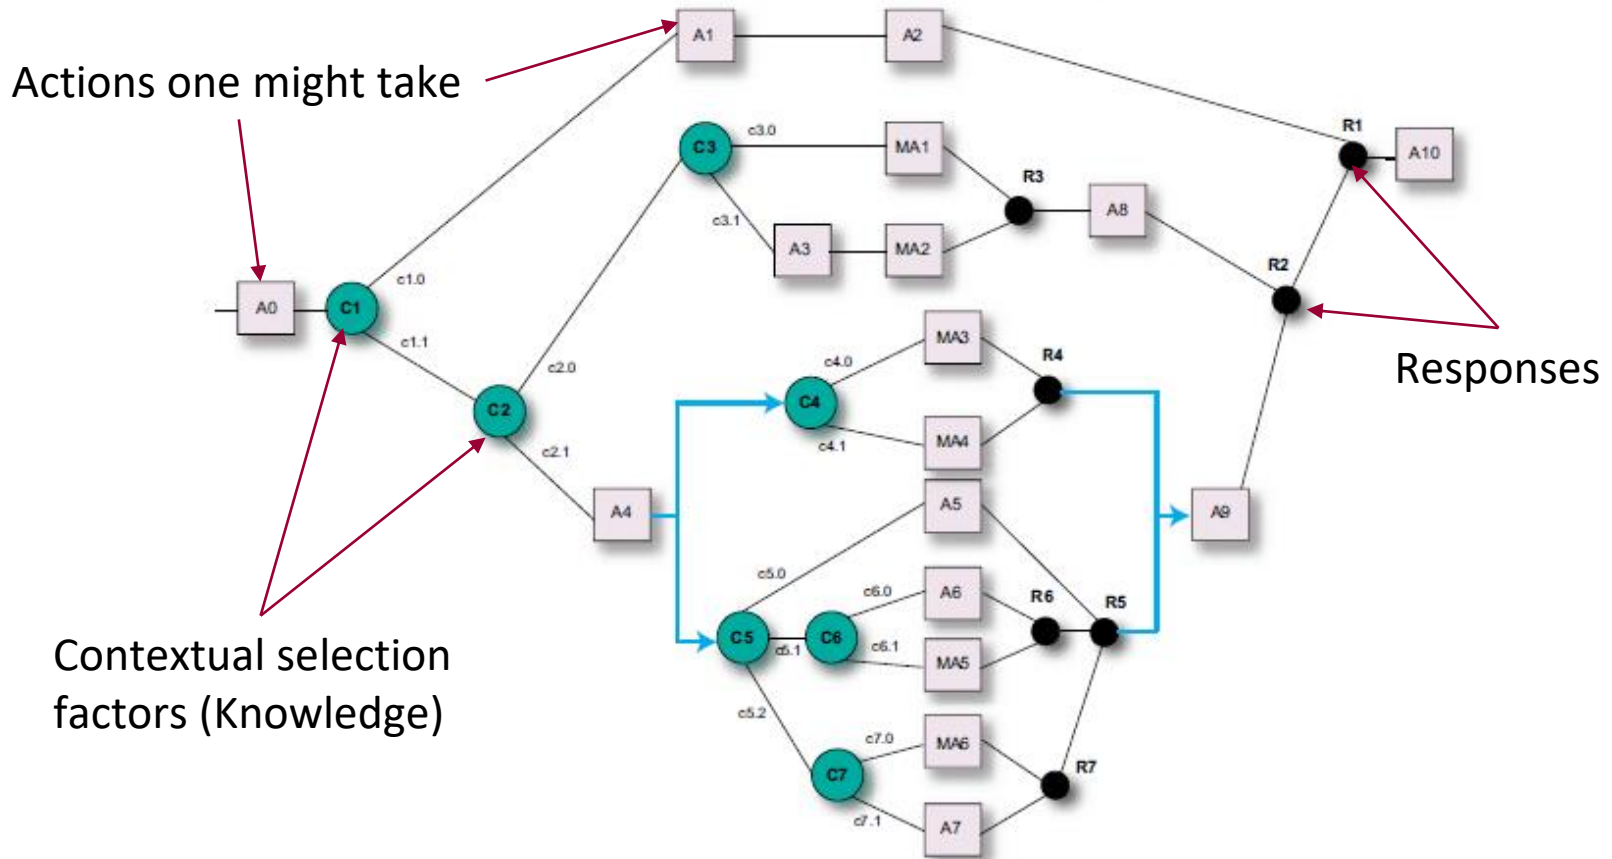 A1
A2
Actions one might take
R1
c3.0
C3
MA1
A10
R3
A8
c3.1
A3
MA2
R2
c1.0
A0
C1
MA3
c1.1
R4
Responses
c4.0
c2.0
C4
C2
MA4
c4.1
c2.1
A5
A4
A9
c5.0
c6.0
A6
R6
R5
C5
C6
c5.1
c6.1
MA5
Contextual selection
factors (Knowledge)
c5.2
c7.0
MA6
C7
R7
c7.1
A7